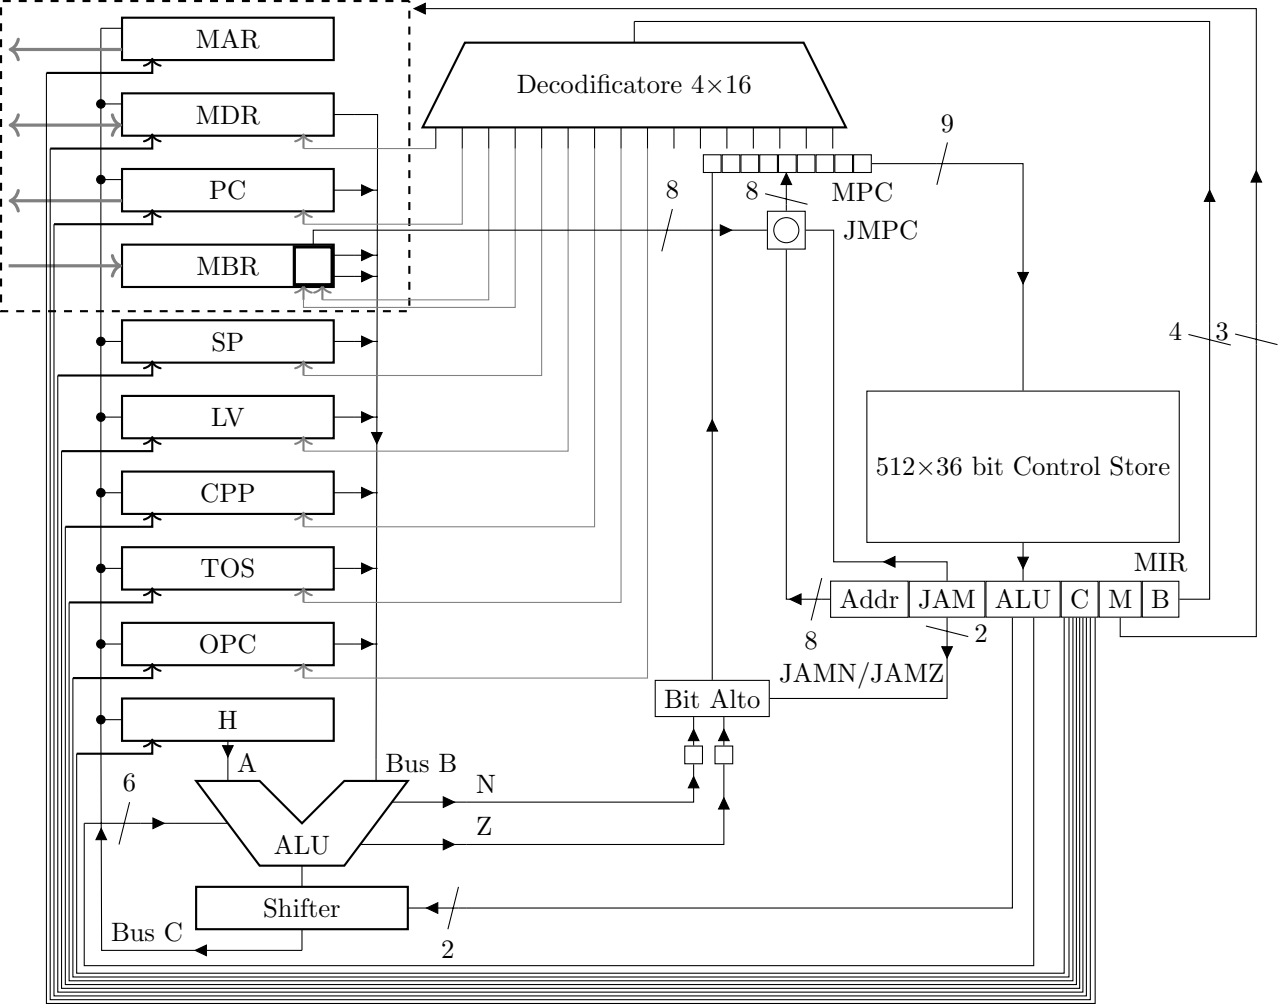 MAR
MDR
PC
MBR
SP
LV
CPP
TOS
OPC
H
A
Bus B
6
ALU
Shifter
Bus C
2
N
Z
Decodificatore 4×16
8
8
MPC
9
JMPC
4
3
512×36 bit Control Store
MIR
Addr
JAM
ALU
C
M
B
8
2
JAMN/JAMZ
Bit Alto